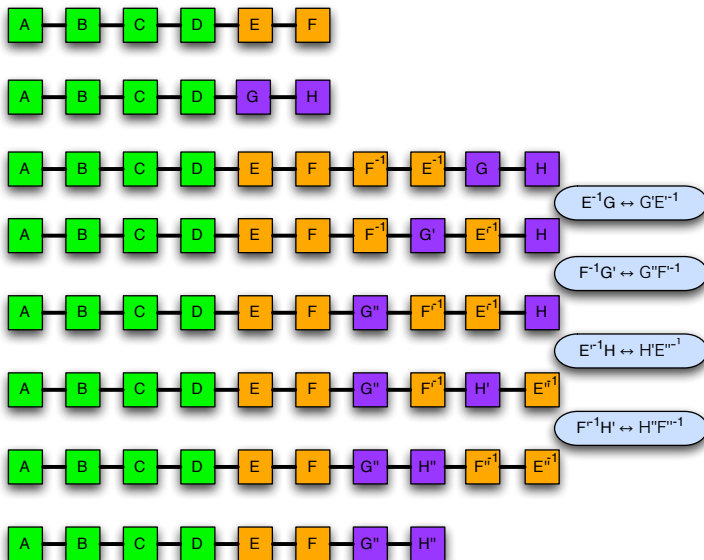 A B C D E F
A B C D G H
A B C D E F F⁻¹ E⁻¹ G H
E⁻¹G ↔ G'E'⁻¹
A B C D E F F⁻¹ G' E'⁻¹ H
F⁻¹G' ↔ G''F'⁻¹
A B C D E F G'' F'⁻¹ E'⁻¹ H
E'⁻¹H ↔ H'E''⁻¹
A B C D E F G'' F'⁻¹ H' E''⁻¹
F'⁻¹H' ↔ H''F''⁻¹
A B C D E F G'' H'' F''⁻¹ E''⁻¹
A B C D E F G'' H''